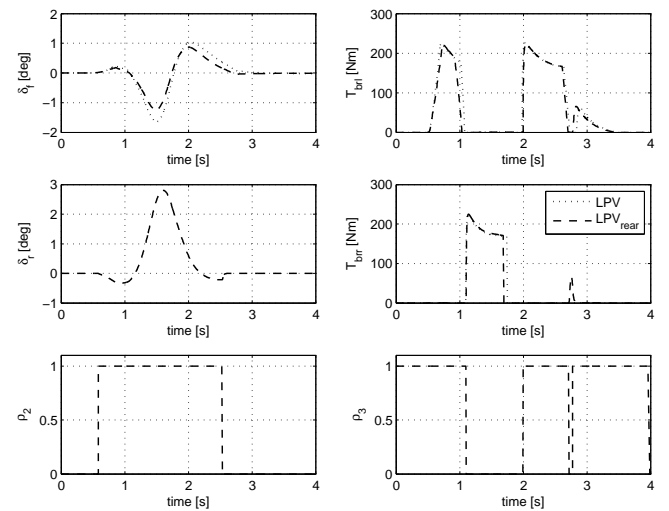 2
1
0
−1
−2
0 1 2 3 4
time [s]
δf [deg]
300
200
100
0
0 1 2 3 4
time [s]
Tbrl [Nm]
3
2
1
0
−1
0 1 2 3 4
time [s]
δr [deg]
300
200
100
0
0 1 2 3 4
time [s]
Tbrr [Nm]
LPV
LPVrear
1
0.5
0
0 1 2 3 4
time [s]
ρ2
1
0.5
0
0 1 2 3 4
time [s]
ρ3